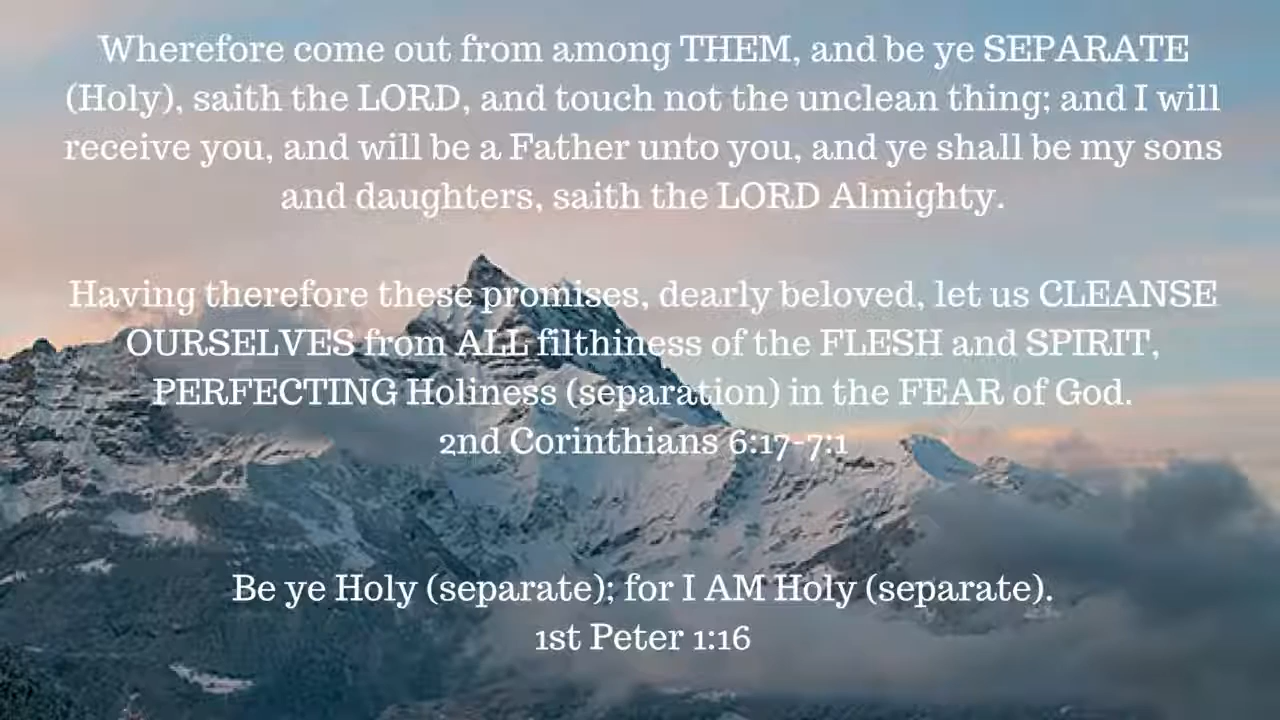 Wherefore come out from among THEM, and be ye SEPARATE
(Holy), saith the LORD, and touch not the unclean thing; and I will
receive you, and will be a Father unto you, and ye shall be my sons
and daughters, saith the LORD Almighty.
Having therefore these promises, dearly beloved, let us CLEANSE
OURSELVES from ALL filthiness of the FLESH and SPIRIT,
PERFECTING Holiness (separation) in the FEAR of God.
2nd Corinthians 6:17-7:1
Be ye Holy (separate); for I AM Holy (separate).
1st Peter 1:16